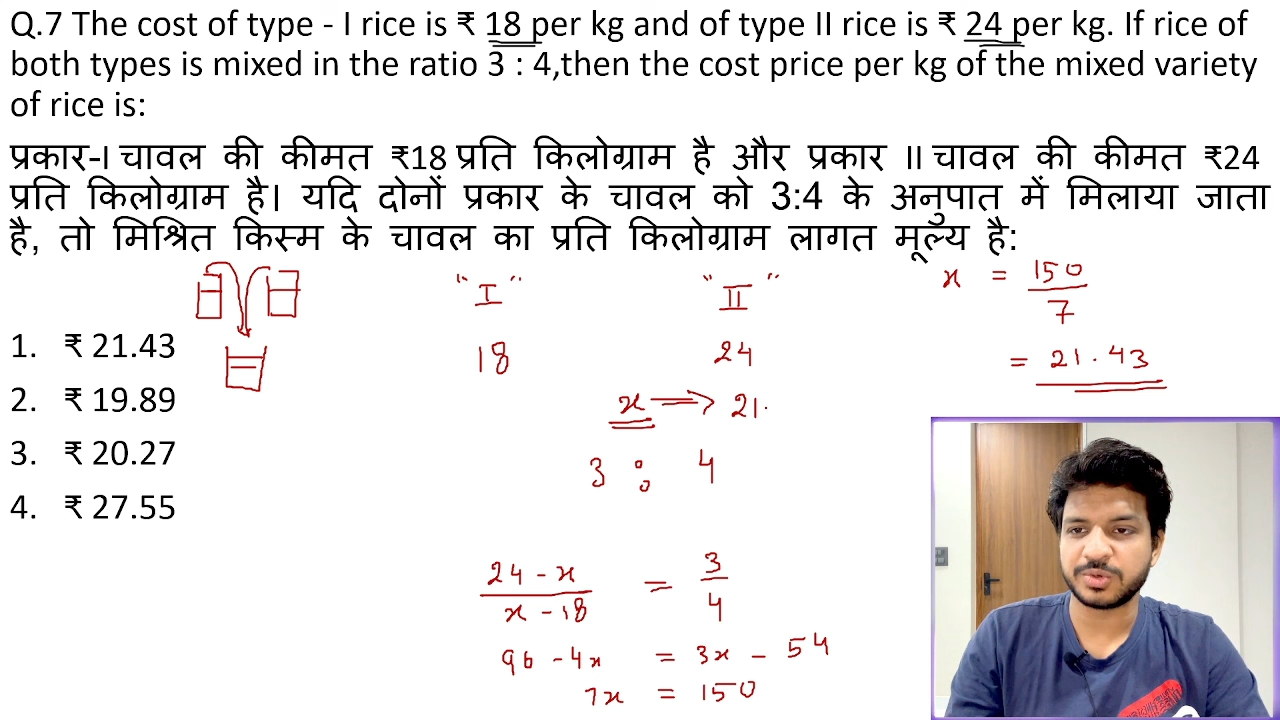 Q.7 The cost of type - I rice is ₹ 18 per kg and of type II rice is ₹ 24 per kg. If rice of
both types is mixed in the ratio 3 : 4,then the cost price per kg of the mixed variety
of rice is:
प्रकार-I चावल की कीमत ₹18 प्रति किलोग्राम है और प्रकार II चावल की कीमत ₹24
प्रति किलोग्राम है। यदि दोनों प्रकार के चावल को 3:4 के अनुपात में मिलाया जाता
है, तो मिश्रित किस्म के चावल का प्रति किलोग्राम लागत मूल्य है:
1. ₹ 21.43
2. ₹ 19.89
3. ₹ 20.27
4. ₹ 27.55
"I" "II"
18 24
x ⟹ 21.
3 : 4
24 - x
x - 18
=
3
4
96 - 4x = 3x - 54
7x = 150
x = 150
7
= 21.43